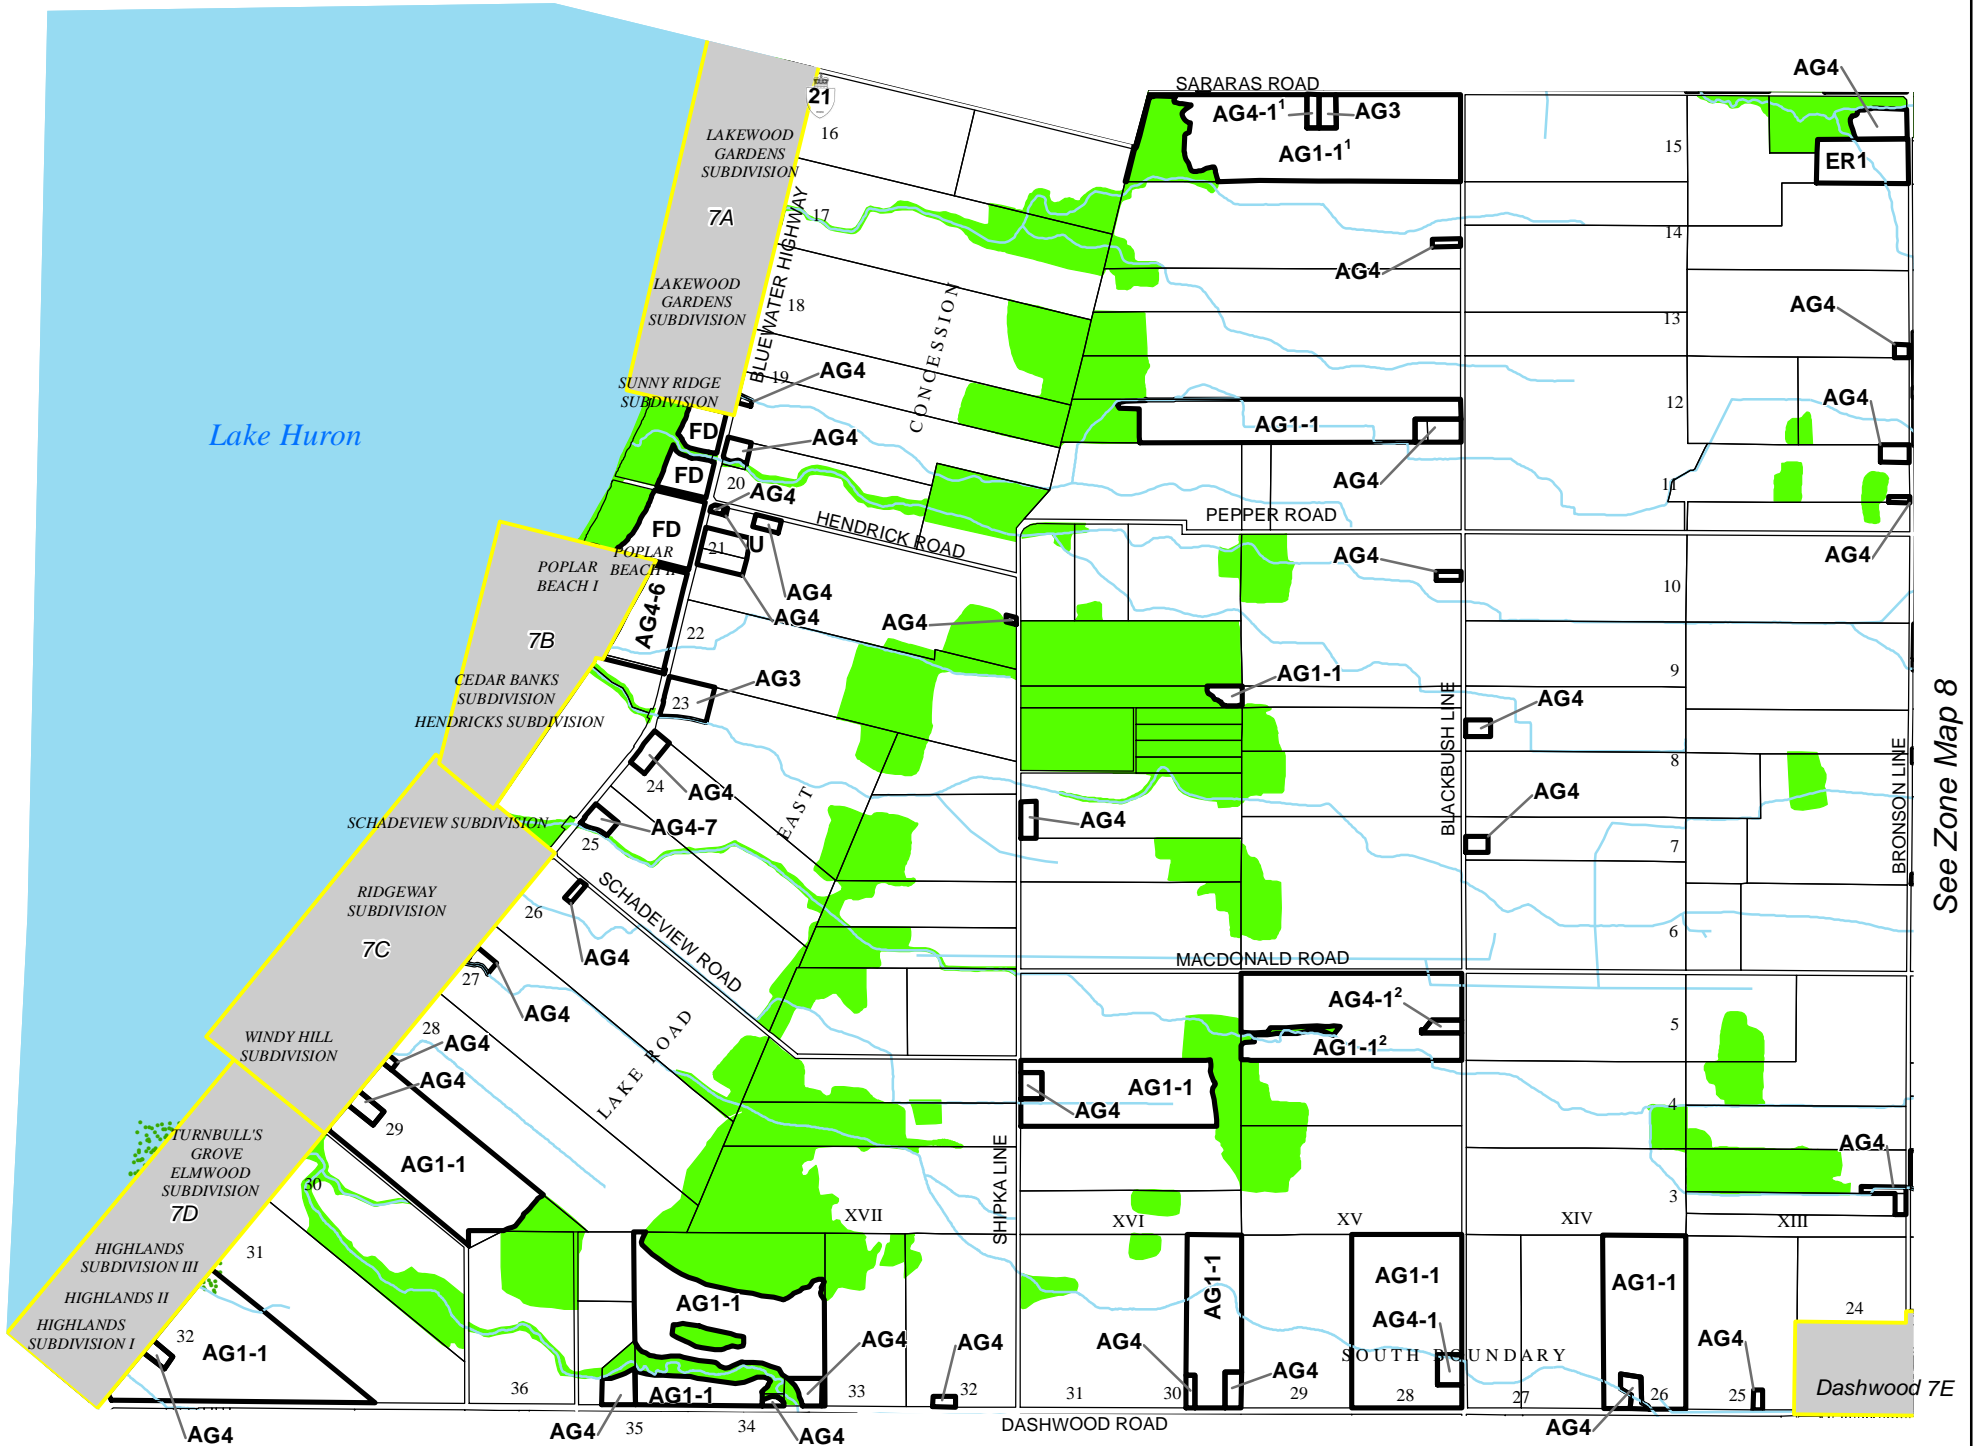 AG4
SARARAS ROAD
21
AG4-1¹
AG3
16
LAKEWOOD
GARDENS
SUBDIVISION
AG1-1¹
15
ER1
7A
17
BLUEWATER HIGHWAY
14
AG4
LAKEWOOD
GARDENS
SUBDIVISION
18
CONCESSION
AG4
13
SUNNY RIDGE
SUBDIVISION
19
AG4
AG4
12
Lake Huron
FD
AG4
AG1-1
FD
20
AG4
AG4
11
HENDRICK ROAD
PEPPER ROAD
FD
U
21
AG4
AG4
POPLAR
BEACH II
POPLAR
BEACH I
AG4
AG4
AG4
10
AG4-6
22
7B
9
AG1-1
CEDAR BANKS
SUBDIVISION
AG3
23
AG4
HENDRICKS SUBDIVISION
BLACKBUSH LINE
BRONSON LINE
See Zone Map 8
8
24
AG4
AG4
EAST
SCHADEVIEW SUBDIVISION
AG4-7
AG4
25
7
RIDGEWAY
SUBDIVISION
SCHADEVIEW ROAD
26
6
7C
AG4
MACDONALD ROAD
27
AG4
AG4-1²
5
28
WINDY HILL
SUBDIVISION
AG4
LAKE ROAD
AG1-1²
AG4
AG1-1
AG4
4
29
TURNBULL'S
GROVE
ELMWOOD
SUBDIVISION
AG1-1
SHIPKA LINE
AG4
30
3
7D
XVII
XVI
XV
XIV
XIII
HIGHLANDS
SUBDIVISION III
31
AG1-1
AG1-1
AG1-1
HIGHLANDS II
AG1-1
24
HIGHLANDS
SUBDIVISION I
32
AG1-1
AG4-1
AG4
AG4
AG4
AG4
SOUTH BOUNDARY
AG4
36
AG1-1
33
32
31
30
29
28
27
26
25
Dashwood 7E
AG4
AG4
35
34
AG4
DASHWOOD ROAD
AG4